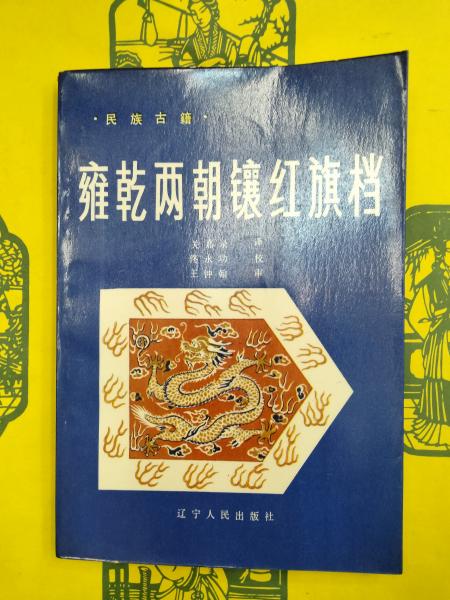 ·民族古籍·
雍乾两朝镶红旗档
关嘉录 译
佟永功 校
王钟翰 审
辽宁人民出版社